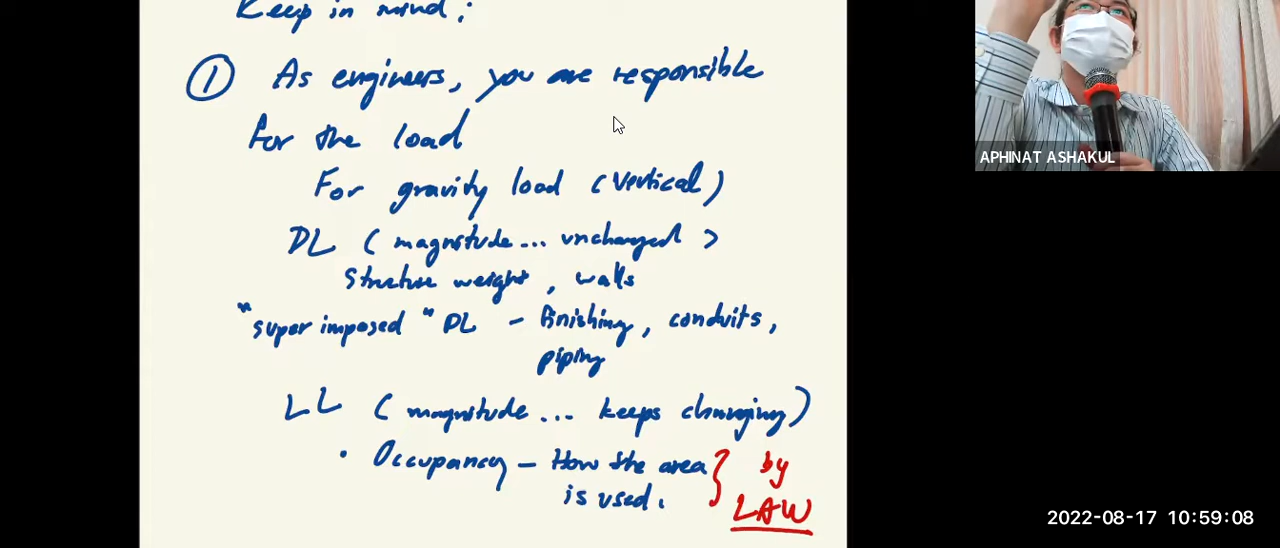 Keep in mind:
① As engineers, you are responsible
for the load
For gravity load (vertical)
DL (magnitude... unchanged)
structure weight, walls
"super imposed" DL - finishing, conduits,
piping
LL (magnitude... keeps changing)
• Occupancy - How the area
is used.
} by
LAW
APHINAT ASHAKUL
2022-08-17 10:59:08